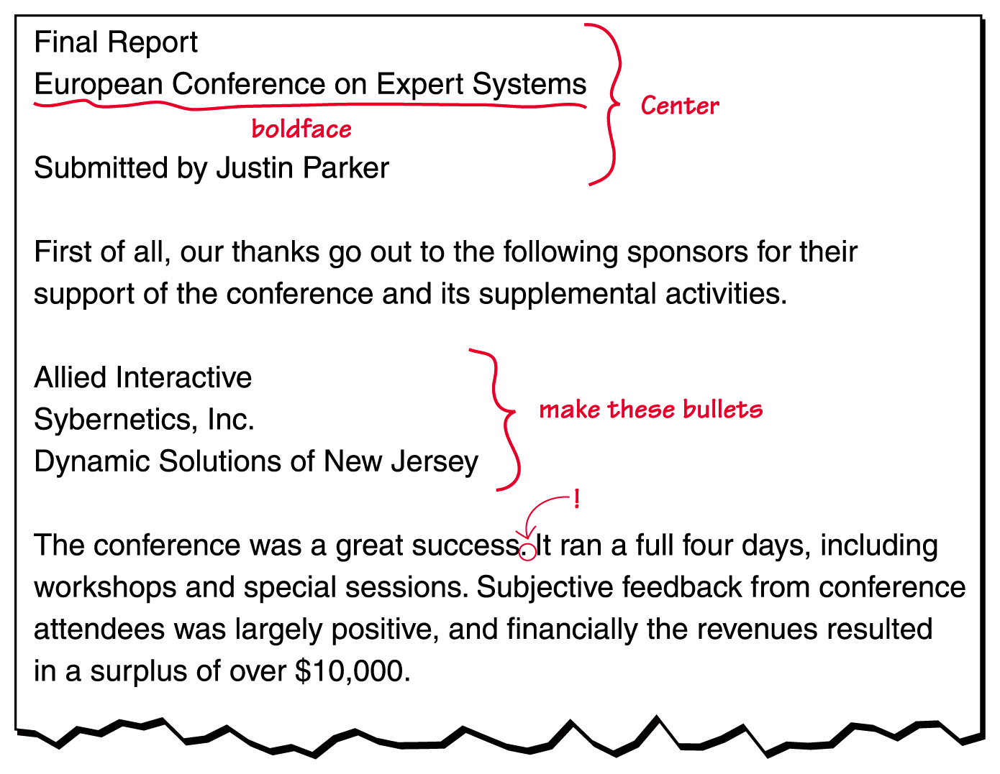 Final Report
European Conference on Expert Systems
Center
boldface
Submitted by Justin Parker
First of all, our thanks go out to the following sponsors for their
support of the conference and its supplemental activities.
Allied Interactive
Sybernetics, Inc.
make these bullets
Dynamic Solutions of New Jersey
!
The conference was a great success. It ran a full four days, including
workshops and special sessions. Subjective feedback from conference
attendees was largely positive, and financially the revenues resulted
in a surplus of over $10,000.